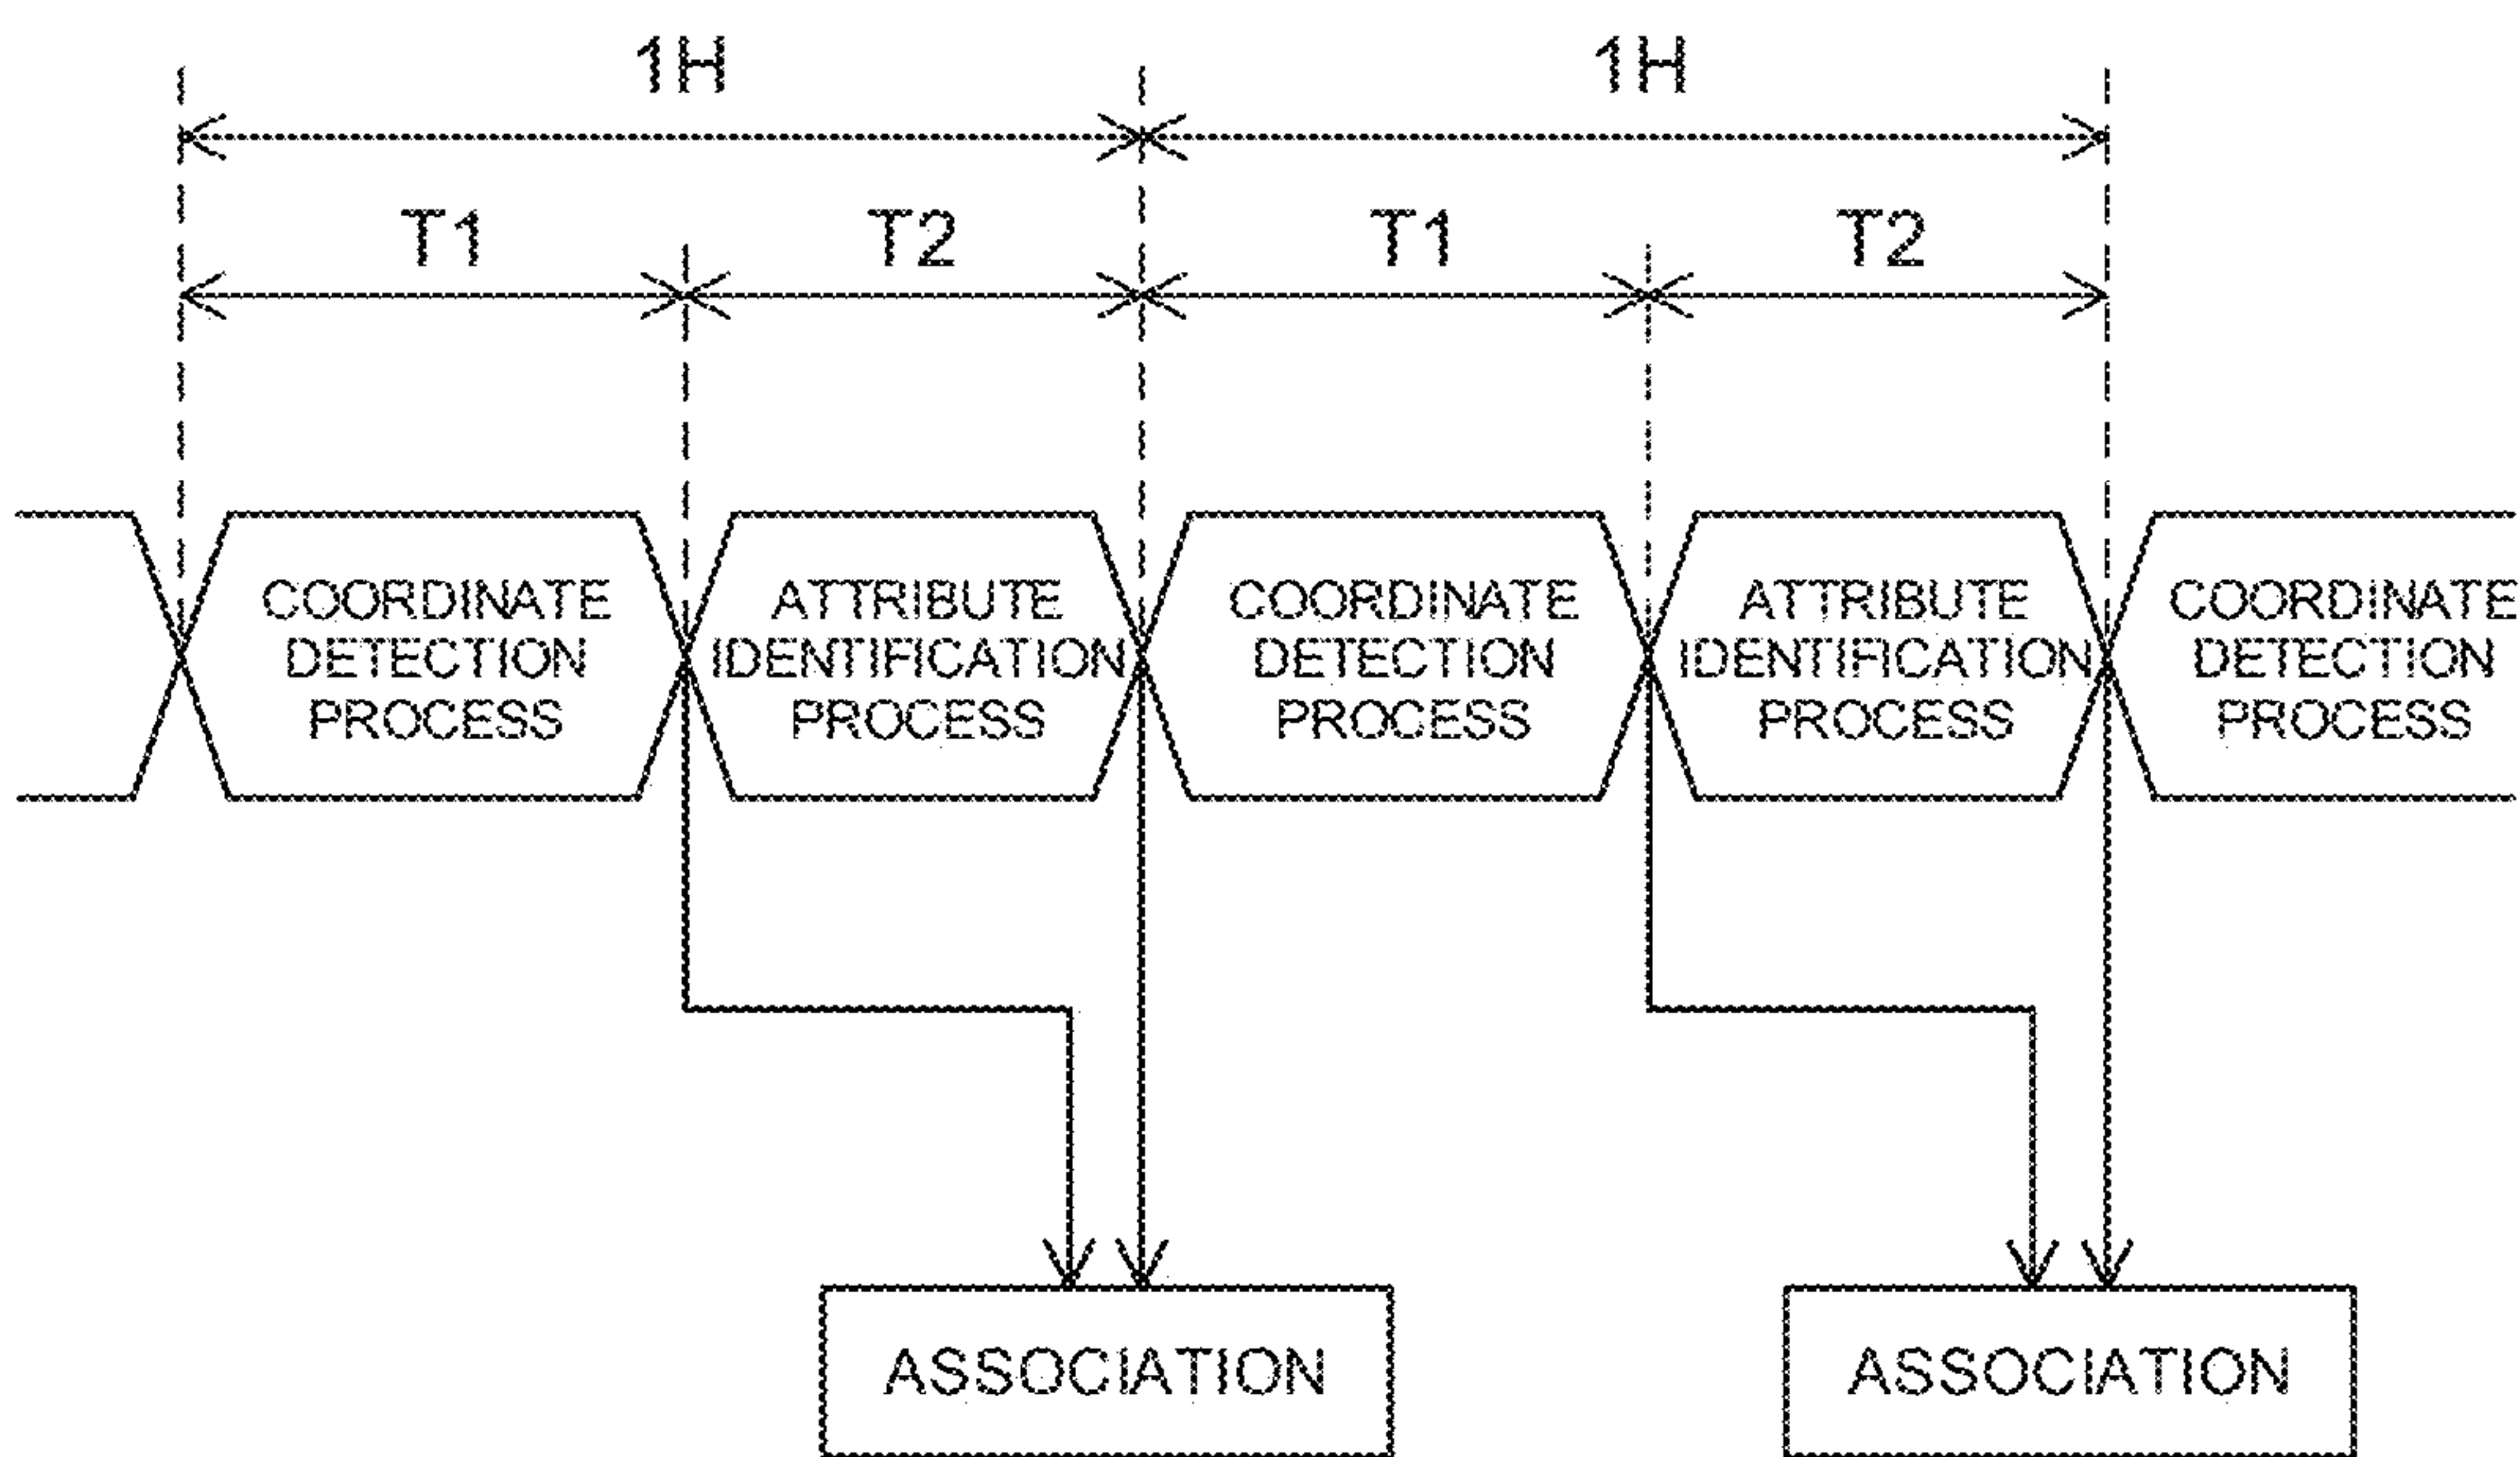 1H 1H
T1 T2 T1 T2
COORDINATE
DETECTION
PROCESS
ATTRIBUTE
IDENTIFICATION
PROCESS
COORDINATE
DETECTION
PROCESS
ATTRIBUTE
IDENTIFICATION
PROCESS
COORDINATE
DETECTION
PROCESS
ASSOCIATION
ASSOCIATION